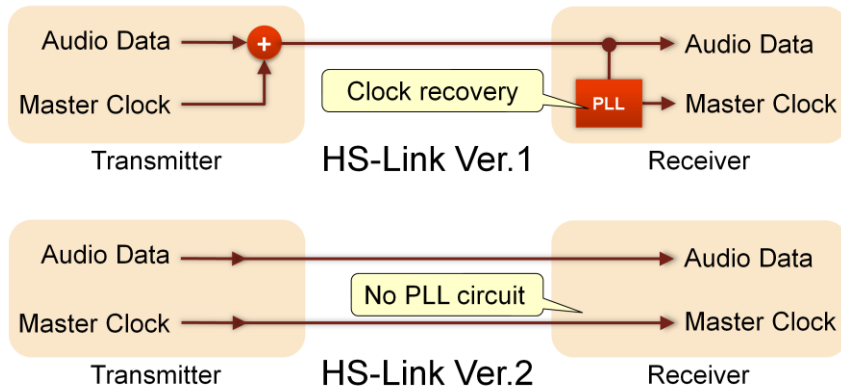 Audio Data
+
Audio Data
Master Clock
Clock recovery
PLL
Master Clock
Transmitter
HS-Link Ver.1
Receiver
Audio Data
Audio Data
No PLL circuit
Master Clock
Master Clock
Transmitter
HS-Link Ver.2
Receiver